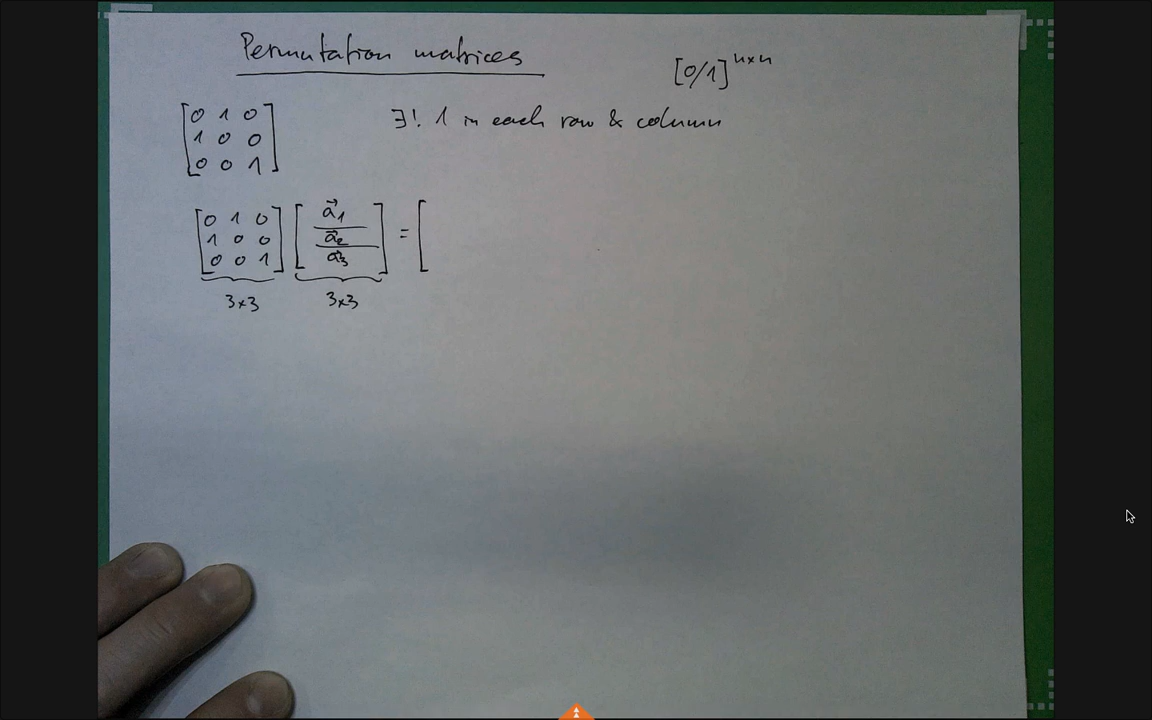 Permutation matrices
[0/1]^{n×n}
[0 1 0
1 0 0
0 0 1]
∃! 1 in each row & column
[0 1 0
1 0 0
0 0 1] [a⃗1
a⃗2
a⃗3] = [
3×3 3×3